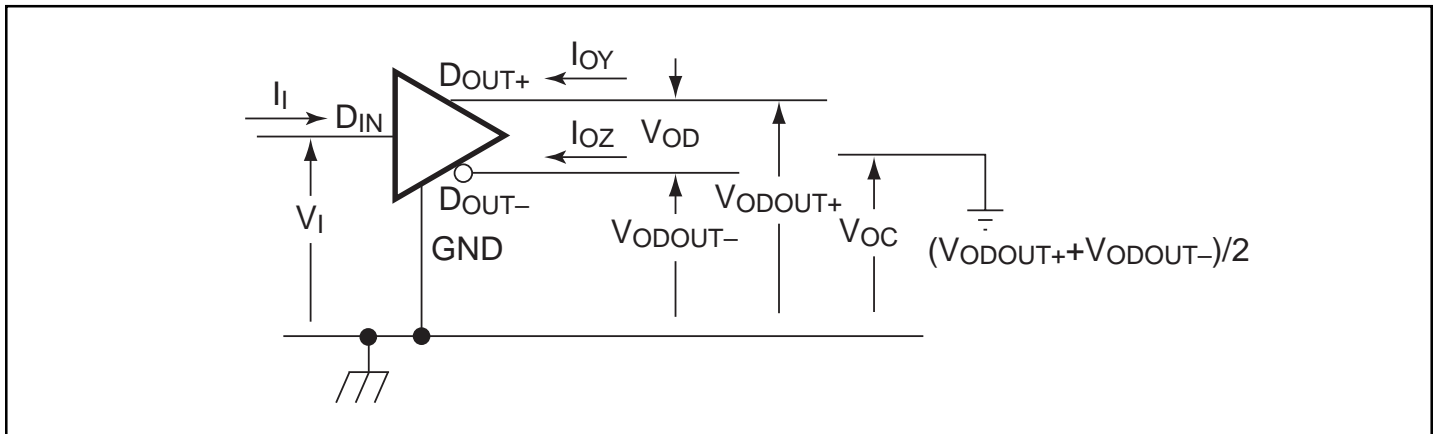 IOY
DOUT+
II
DIN
IOZ
VOD
DOUT–
VODOUT+
VI
GND
VODOUT–
VOC
(VODOUT++VODOUT–)/2